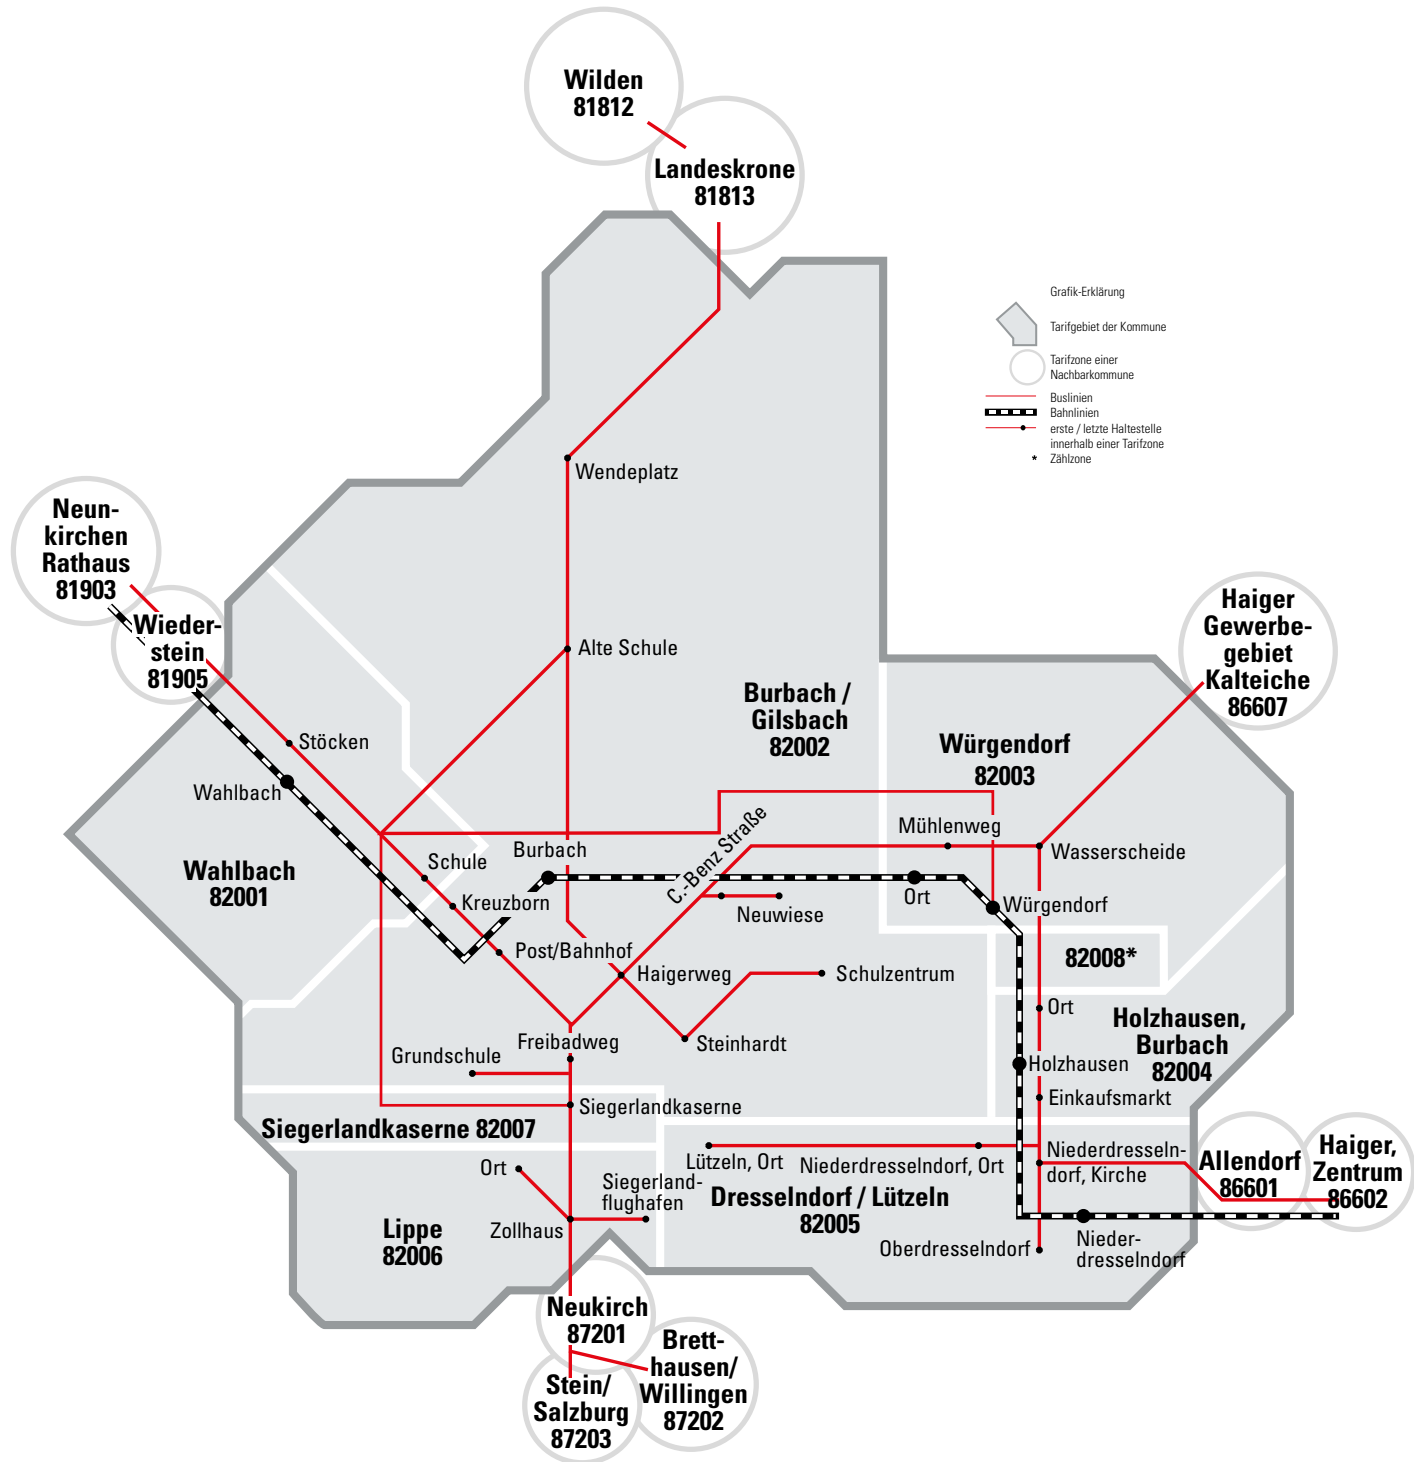 Wilden
81812
Landeskrone
81813
Grafik-Erklärung
Tarifgebiet der Kommune
Tarifzone einer
Nachbarkommune
Buslinien
Bahnlinien
erste / letzte Haltestelle
innerhalb einer Tarifzone
* Zählzone
Wendeplatz
Neun-
kirchen
Rathaus
81903
Wieder-
stein
81905
Haiger
Gewerbe-
gebiet
Kalteiche
86607
Alte Schule
Burbach /
Gilsbach
82002
Stöcken
Würgendorf
82003
Wahlbach
C.-Benz Straße
Mühlenweg
Wasserscheide
Burbach
Schule
Wahlbach
82001
Kreuzborn
Neuwiese
Ort
Würgendorf
Post/Bahnhof
82008*
Haigerweg
Schulzentrum
Ort
Holzhausen,
Burbach
82004
Freibadweg
Steinhardt
Grundschule
Holzhausen
Einkaufsmarkt
Siegerlandkaserne
Siegerlandkaserne 82007
Lützeln, Ort
Niederdresselndorf, Ort
Niederdresseln-
dorf, Kirche
Allendorf
86601
Haiger,
Zentrum
86602
Ort
Siegerland-
flughafen
Dresselndorf / Lützeln
82005
Zollhaus
Lippe
82006
Oberdresselndorf
Nieder-
dresselndorf
Neukirch
87201
Brett-
hausen/
Willingen
87202
Stein/
Salzburg
87203